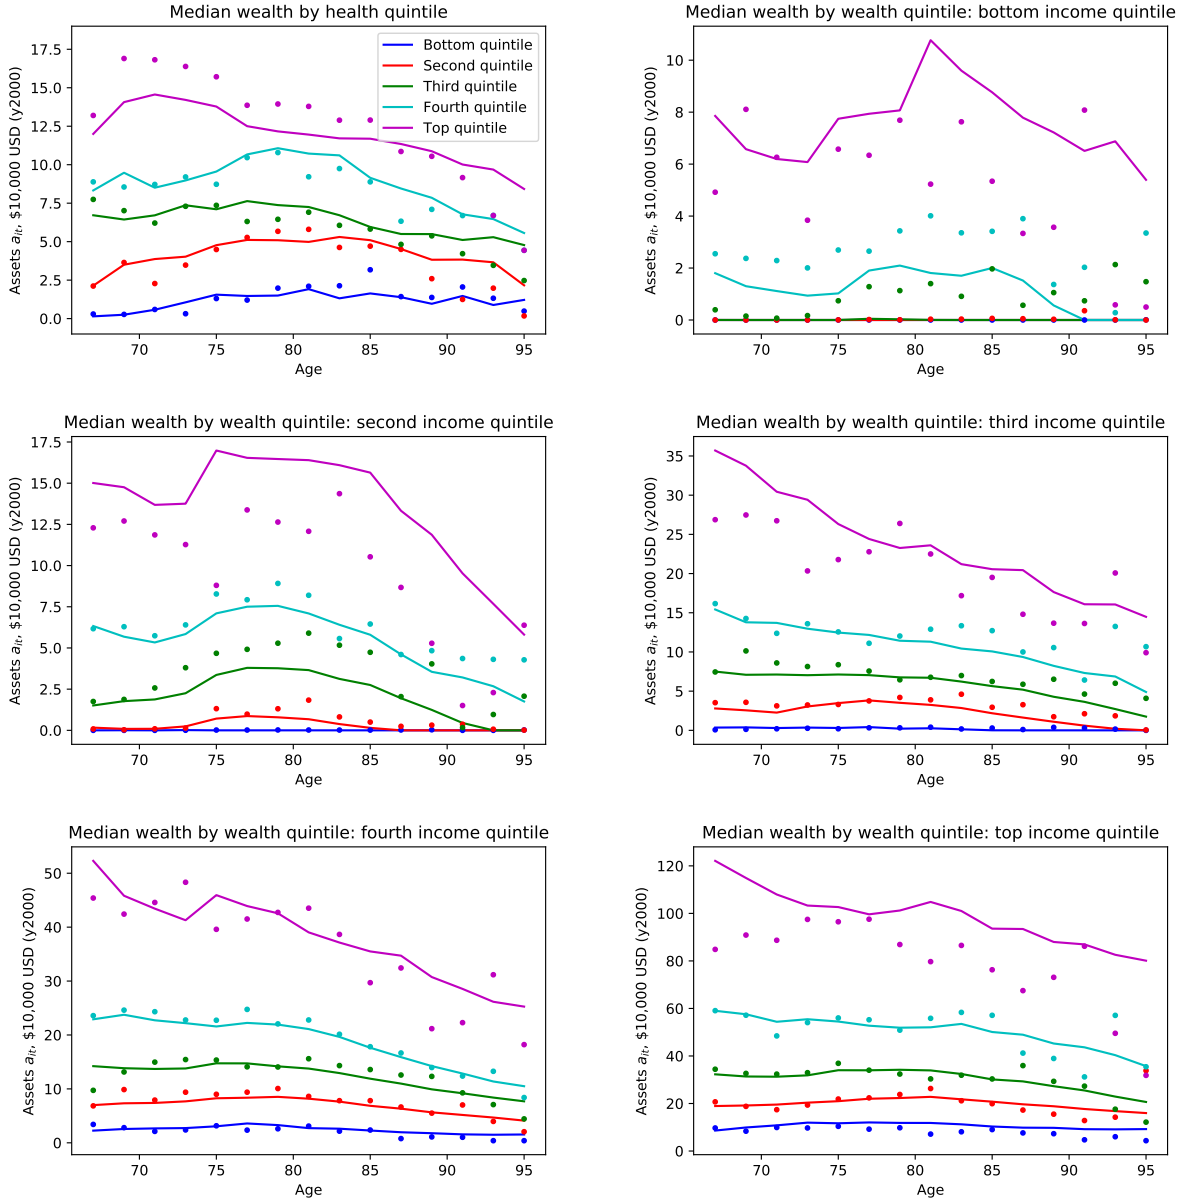 Median wealth by health quintile
Assets a_it, $10,000 USD (y2000)
17.5
15.0
12.5
10.0
7.5
5.0
2.5
0.0
Bottom quintile
Second quintile
Third quintile
Fourth quintile
Top quintile
70 75 80 85 90 95
Age
Median wealth by wealth quintile: bottom income quintile
Assets a_it, $10,000 USD (y2000)
10
8
6
4
2
0
70 75 80 85 90 95
Age
Median wealth by wealth quintile: second income quintile
Assets a_it, $10,000 USD (y2000)
17.5
15.0
12.5
10.0
7.5
5.0
2.5
0.0
70 75 80 85 90 95
Age
Median wealth by wealth quintile: third income quintile
Assets a_it, $10,000 USD (y2000)
35
30
25
20
15
10
5
0
70 75 80 85 90 95
Age
Median wealth by wealth quintile: fourth income quintile
Assets a_it, $10,000 USD (y2000)
50
40
30
20
10
0
70 75 80 85 90 95
Age
Median wealth by wealth quintile: top income quintile
Assets a_it, $10,000 USD (y2000)
120
100
80
60
40
20
0
70 75 80 85 90 95
Age